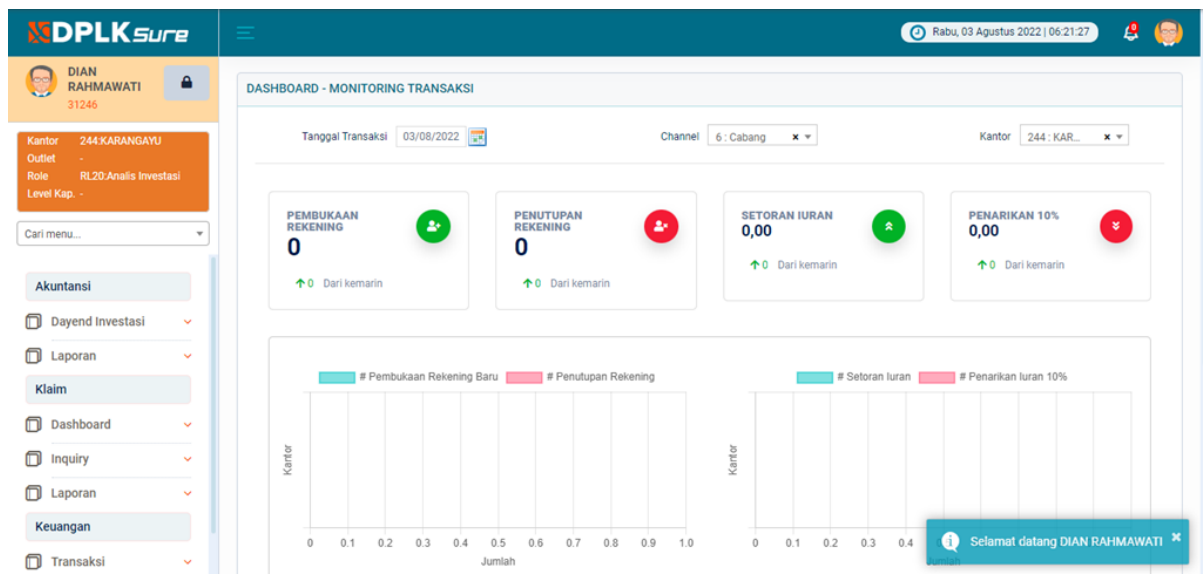 DPLK Sure
Rabu, 03 Agustus 2022 | 06:21:27
0
DIAN
RAHMAWATI
31246
Kantor 244:KARANGAYU
Outlet -
Role RL20:Analis Investasi
Level Kap. -
Cari menu...
Akuntansi
Dayend Investasi
Laporan
Klaim
Dashboard
Inquiry
Laporan
Keuangan
Transaksi
DASHBOARD - MONITORING TRANSAKSI
Tanggal Transaksi 03/08/2022 Channel 6 : Cabang x Kantor 244 : KAR... x
PEMBUKAAN
REKENING
0
0 Dari kemarin
PENUTUPAN
REKENING
0
0 Dari kemarin
SETORAN IURAN
0,00
0 Dari kemarin
PENARIKAN 10%
0,00
0 Dari kemarin
# Pembukaan Rekening Baru # Penutupan Rekening
Kantor
0 0.1 0.2 0.3 0.4 0.5 0.6 0.7 0.8 0.9 1.0
Jumlah
# Setoran Iuran # Penarikan Iuran 10%
Kantor
0 0.1 0.2 0.3 0.4
Jumlah
Selamat datang DIAN RAHMAWATI ×